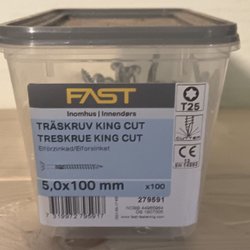 FAST
Inomhus | Innendørs
T25
TRÄSKRUV KING CUT
TRESKRUE KING CUT
Elförzinkad/Elforsinket
CE
5,0x100 mm
x100
279591